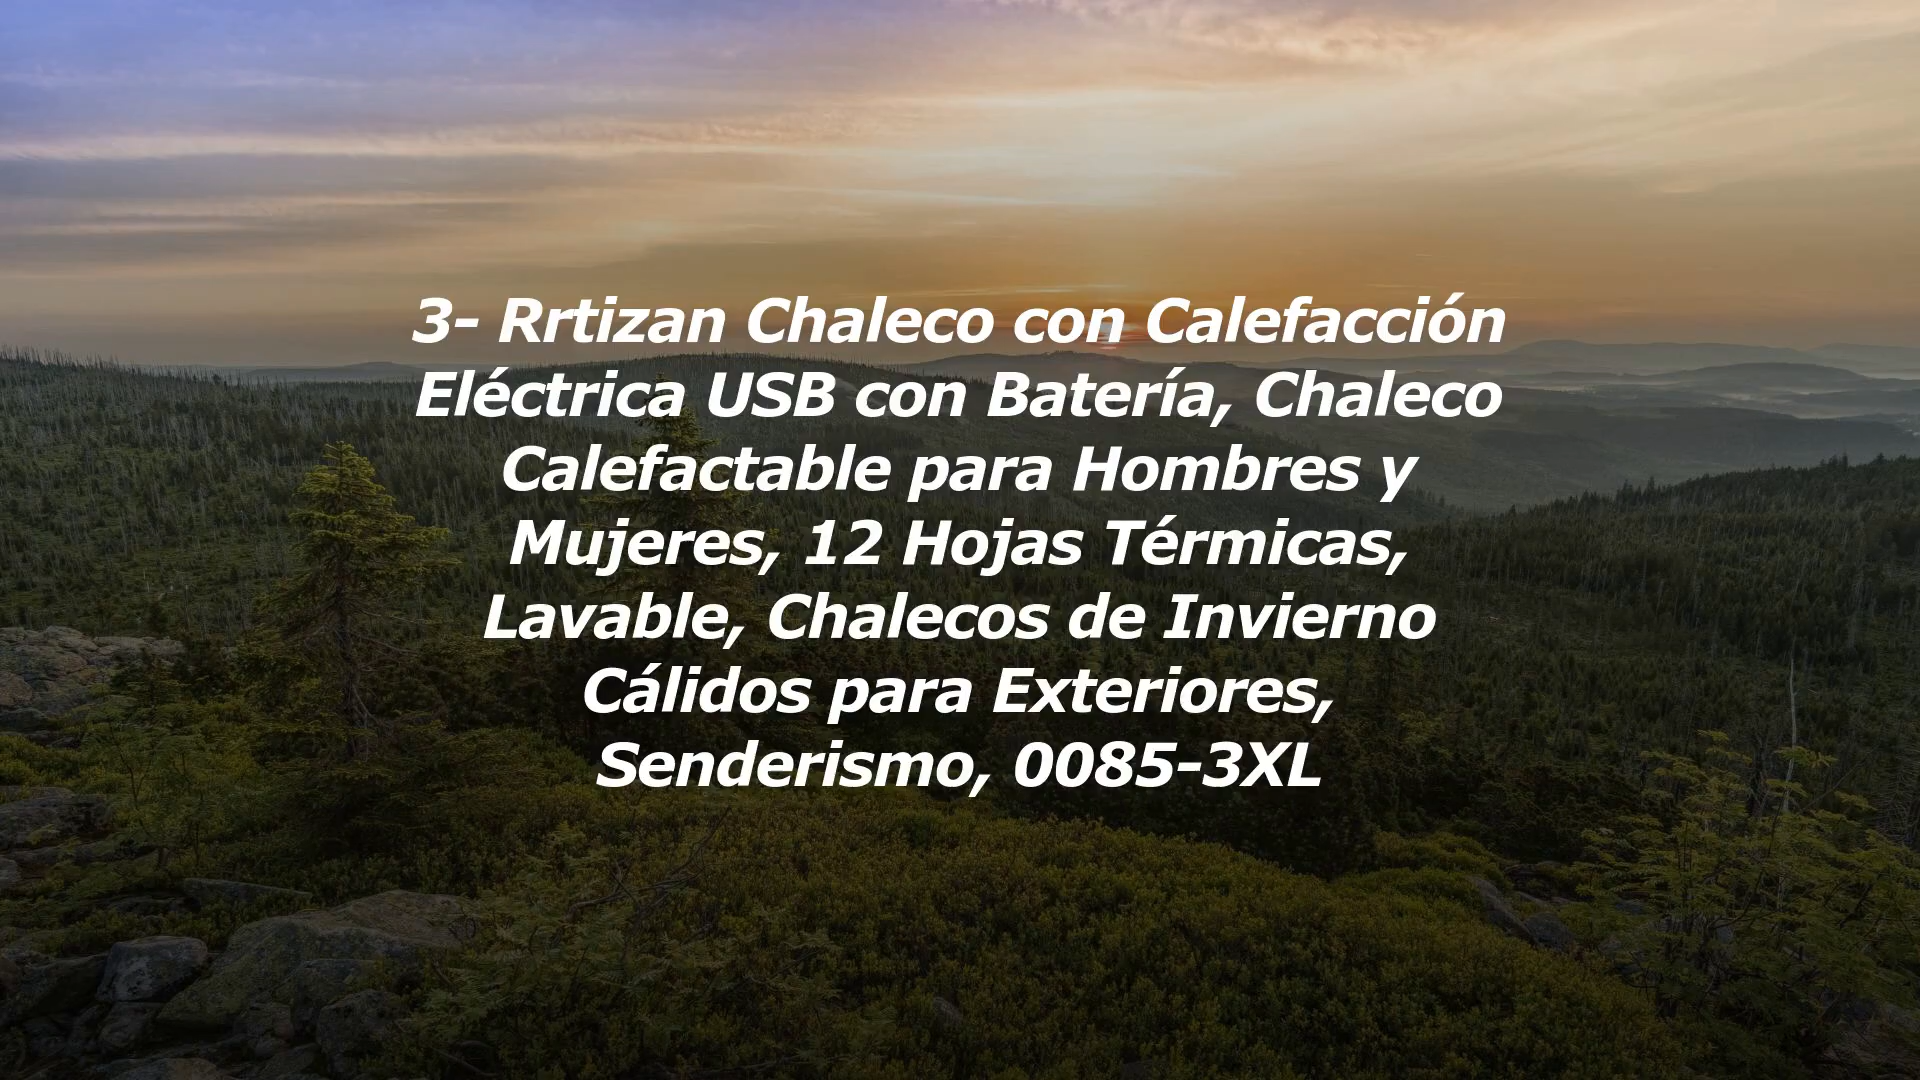 3- Rrtizan Chaleco con Calefacción
Eléctrica USB con Batería, Chaleco
Calefactable para Hombres y
Mujeres, 12 Hojas Térmicas,
Lavable, Chalecos de Invierno
Cálidos para Exteriores,
Senderismo, 0085-3XL